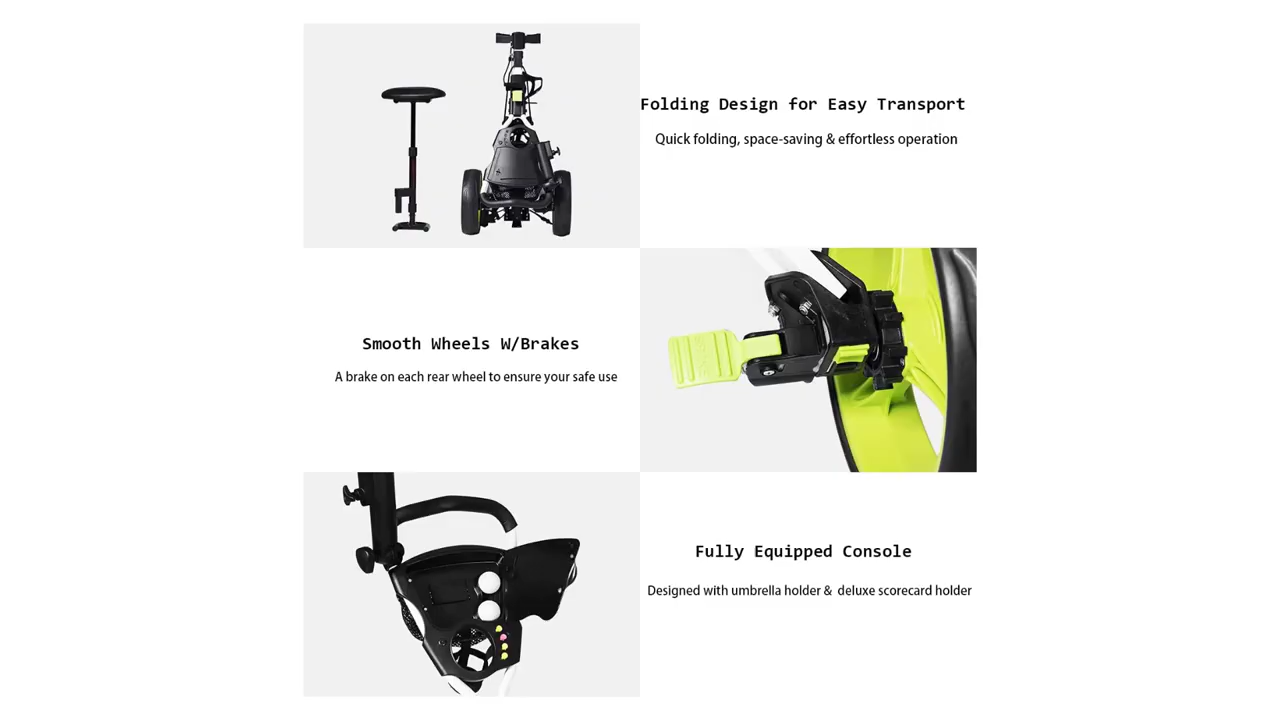 Folding Design for Easy Transport
Quick folding, space-saving & effortless operation
Smooth Wheels W/Brakes
A brake on each rear wheel to ensure your safe use
Fully Equipped Console
Designed with umbrella holder & deluxe scorecard holder